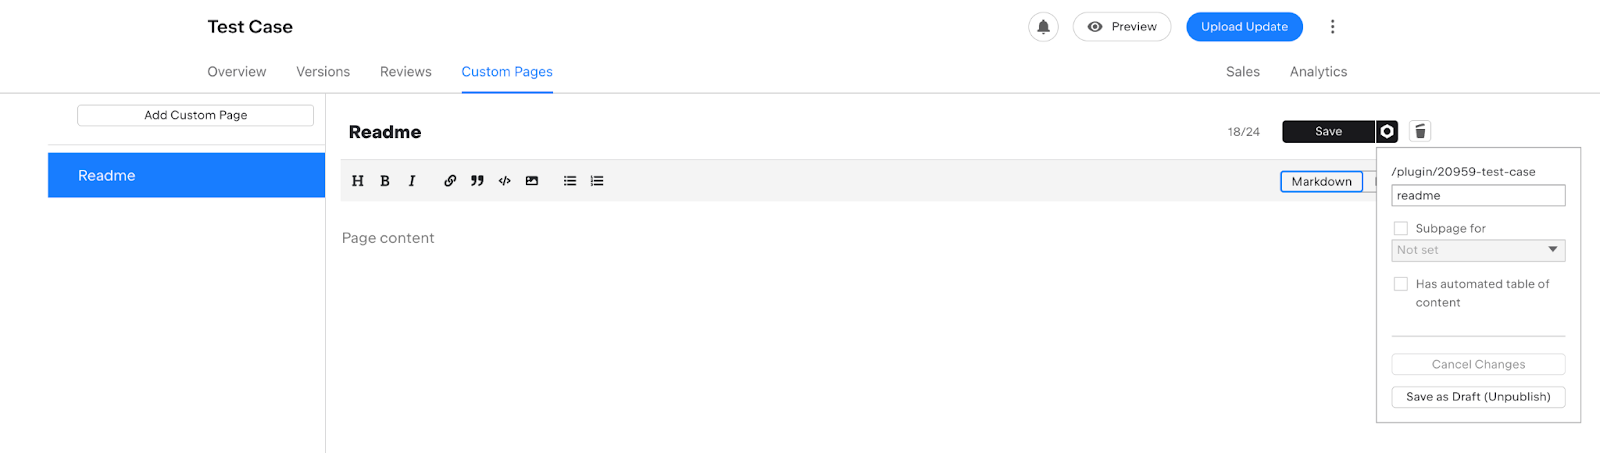 Test Case
Preview
Upload Update
Overview
Versions
Reviews
Custom Pages
Sales
Analytics
Add Custom Page
Readme
Readme
18/24
Save
H B I
Markdown
/plugin/20959-test-case
readme
Subpage for
Not set
Has automated table of
content
Cancel Changes
Save as Draft (Unpublish)
Page content